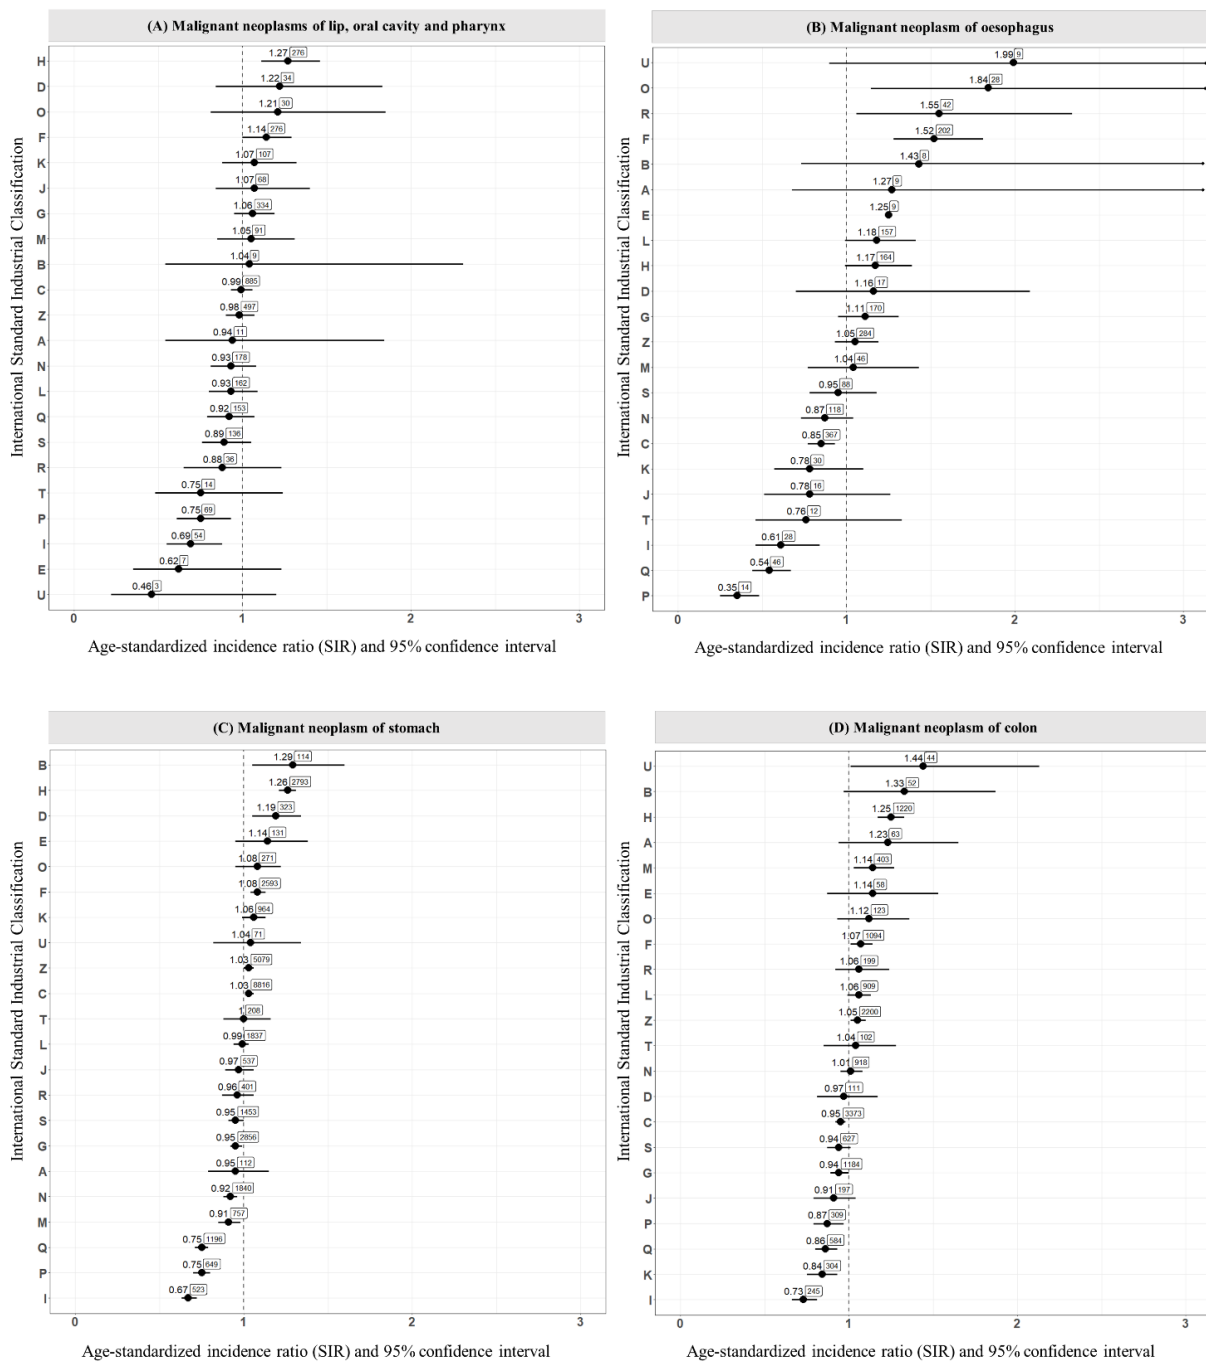 (A) Malignant neoplasms of lip, oral cavity and pharynx
International Standard Industrial Classification
H 1.27 276
D 1.22 34
O 1.21 30
F 1.14 276
K 1.07 107
J 1.07 68
G 1.06 334
M 1.05 91
B 1.04 9
C 0.99 885
Z 0.98 497
A 0.94 11
N 0.93 178
L 0.93 162
Q 0.92 153
S 0.89 136
R 0.88 36
T 0.75 14
P 0.75 69
I 0.69 54
E 0.62 7
U 0.46 3
0 1 2 3
Age-standardized incidence ratio (SIR) and 95% confidence interval
(B) Malignant neoplasm of oesophagus
International Standard Industrial Classification
U 1.99 9
O 1.84 28
R 1.55 42
F 1.52 202
B 1.43 8
A 1.27 9
E 1.25 9
L 1.18 157
H 1.17 164
D 1.16 17
G 1.11 170
Z 1.05 284
M 1.04 46
S 0.95 88
N 0.87 118
C 0.85 367
K 0.78 30
J 0.78 16
T 0.76 12
I 0.61 28
Q 0.54 46
P 0.35 14
0 1 2 3
Age-standardized incidence ratio (SIR) and 95% confidence interval
(C) Malignant neoplasm of stomach
International Standard Industrial Classification
B 1.29 114
H 1.26 2793
D 1.19 323
E 1.14 131
O 1.08 271
F 1.08 2593
K 1.06 964
U 1.04 71
Z 1.03 5079
C 1.03 8816
T 1 208
L 0.99 1837
J 0.97 537
R 0.96 401
S 0.95 1453
G 0.95 2856
A 0.95 112
N 0.92 1840
M 0.91 757
Q 0.75 1196
P 0.75 649
I 0.67 523
0 1 2 3
Age-standardized incidence ratio (SIR) and 95% confidence interval
(D) Malignant neoplasm of colon
International Standard Industrial Classification
U 1.44 44
B 1.33 52
H 1.25 1220
A 1.23 63
M 1.14 403
E 1.14 58
O 1.12 123
F 1.07 1094
R 1.06 199
L 1.06 909
Z 1.05 2200
T 1.04 102
N 1.01 918
D 0.97 111
C 0.95 3373
S 0.94 627
G 0.94 1184
J 0.91 197
P 0.87 309
Q 0.86 584
K 0.84 304
I 0.73 245
0 1 2 3
Age-standardized incidence ratio (SIR) and 95% confidence interval